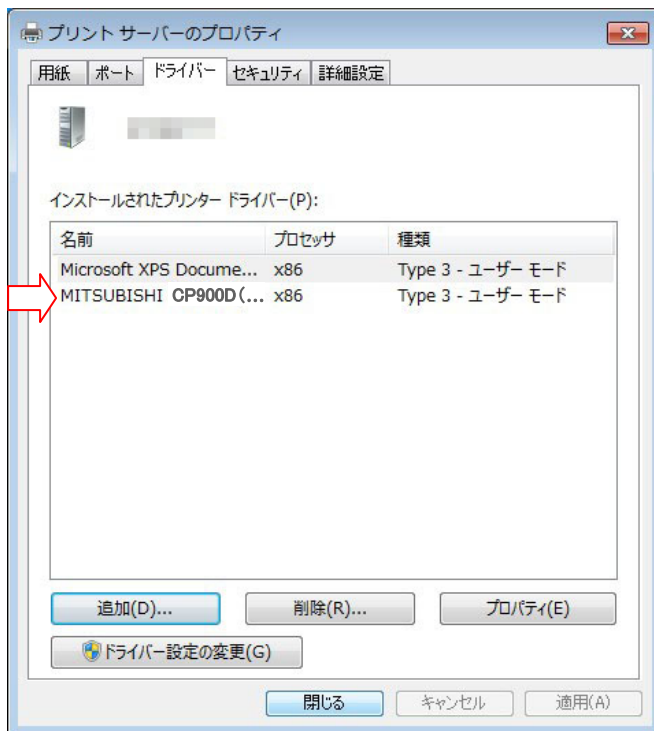 プリント サーバーのプロパティ
用紙 ポート ドライバー セキュリティ 詳細設定
インストールされたプリンター ドライバー(P):
名前 プロセッサ 種類
Microsoft XPS Docume... x86 Type 3 - ユーザー モード
MITSUBISHI CP900D(... x86 Type 3 - ユーザー モード
追加(D)... 削除(R)... プロパティ(E)
ドライバー設定の変更(G)
閉じる キャンセル 適用(A)